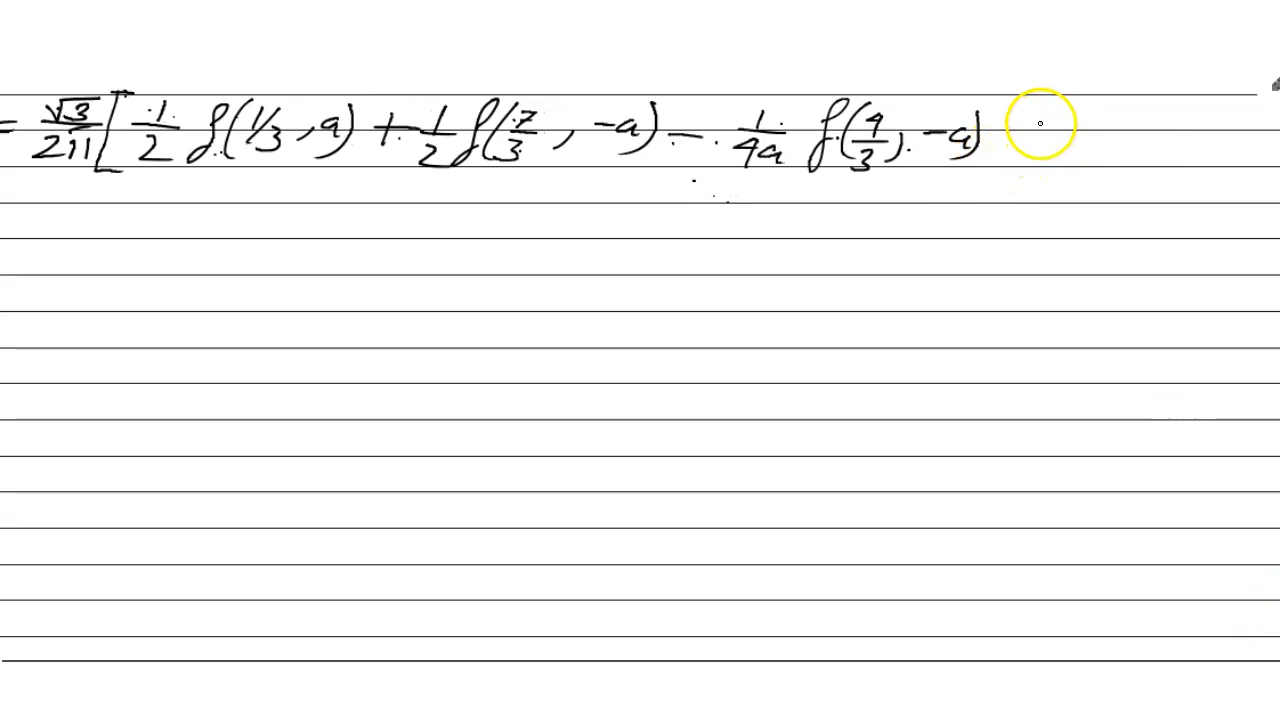 = √3/2π [ 1/2 f(1/3, a) + 1/2 f(7/3, -a) - 1/4a f(4/3, -a)